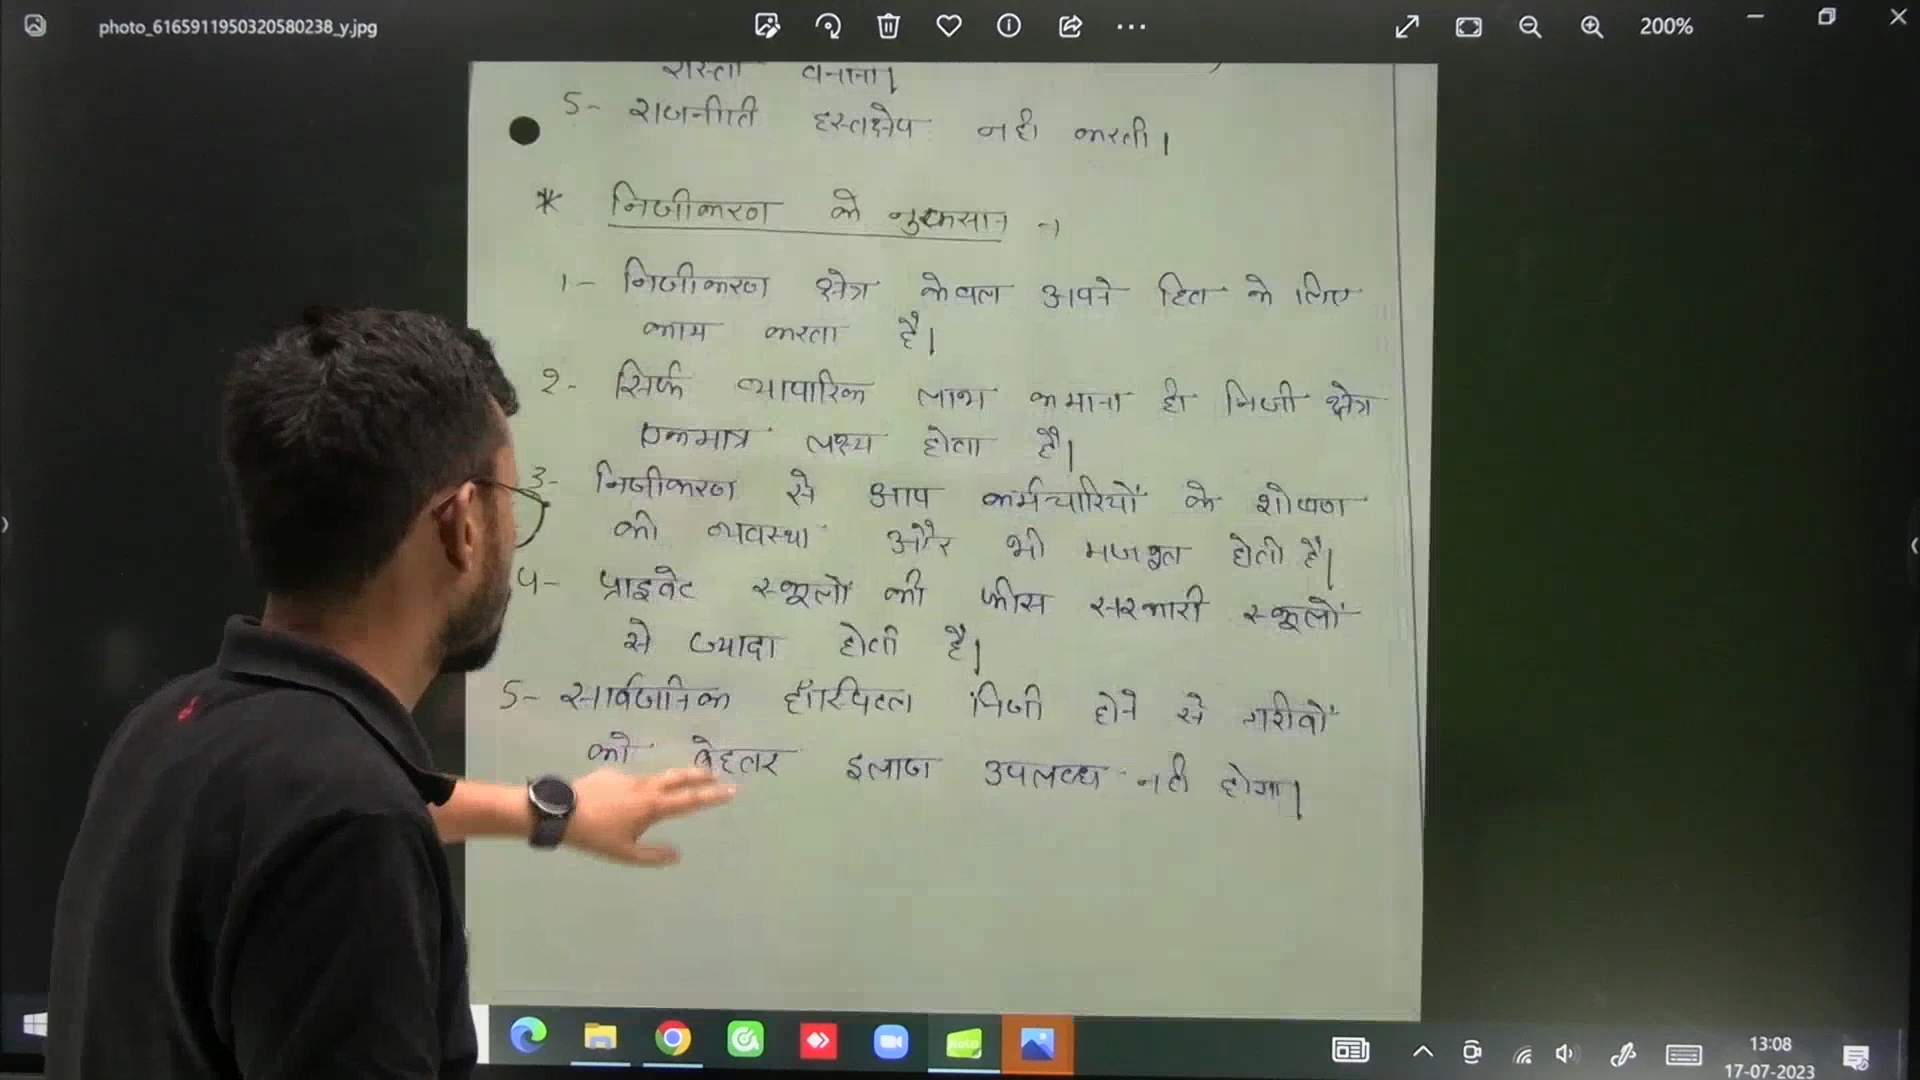 photo_6165911950320580238_y.jpg
200%
रास्ता बनाना।
5- राजनीति हस्तक्षेप नही करती।
* निजीकरण के नुकसान -
1- निजीकरण क्षेत्र केवल अपने हित के लिए
काम करता है।
2- सिर्फ व्यापारिक लाभ कमाना ही निजी क्षेत्र
एकमात्र लक्ष्य होता है।
3- निजीकरण से आप कर्मचारियों के शोषण
की व्यवस्था और भी मजबूत होती है।
4- प्राइवेट स्कूलों की फीस सरकारी स्कूलों
से ज्यादा होती है।
5- सार्वजनिक हॉस्पिटल निजी होने से गरीबों
को बेहतर इलाज उपलब्ध नही होगा।
Note
13:08
17-07-2023